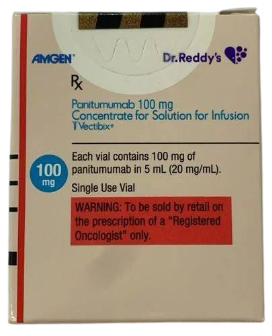 AMGEN® Dr.Reddy's
Rx
Panitumumab 100 mg
Concentrate for Solution for Infusion
Vectibix®
100
mg
Each vial contains 100 mg of
panitumumab in 5 mL (20 mg/mL).
Single Use Vial
WARNING: To be sold by retail on
the prescription of a "Registered
Oncologist" only.